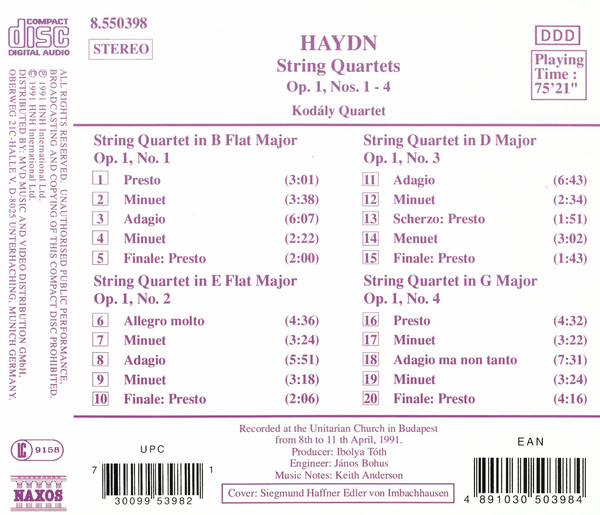 COMPACT
disc
DIGITAL AUDIO
8.550398
STEREO
HAYDN
String Quartets
Op. 1, Nos. 1 - 4
Kodály Quartet
DDD
Playing
Time :
75'21"
String Quartet in B Flat Major
Op. 1, No. 1
1 Presto (3:01)
2 Minuet (3:38)
3 Adagio (6:07)
4 Minuet (2:22)
5 Finale: Presto (2:00)
String Quartet in E Flat Major
Op. 1, No. 2
6 Allegro molto (4:36)
7 Minuet (3:24)
8 Adagio (5:51)
9 Minuet (3:18)
10 Finale: Presto (2:06)
String Quartet in D Major
Op. 1, No. 3
11 Adagio (6:43)
12 Minuet (2:34)
13 Scherzo: Presto (1:51)
14 Menuet (3:02)
15 Finale: Presto (1:43)
String Quartet in G Major
Op. 1, No. 4
16 Presto (4:32)
17 Minuet (3:22)
18 Adagio ma non tanto (7:31)
19 Minuet (3:24)
20 Finale: Presto (4:16)
ALL RIGHTS RESERVED. UNAUTHORISED PUBLIC PERFORMANCE,
BROADCASTING AND COPYING OF THIS COMPACT DISC PROHIBITED.
℗ 1991 HNH International Ltd.
© 1991 HNH International Ltd.
DISTRIBUTED BY: MVD MUSIC AND VIDEO DISTRIBUTION GmbH,
OBERWEG 21C-HALLE V, D-8025 UNTERHACHING, MUNICH GERMANY.
LC 9158
NAXOS
UPC
7 30099 53982 1
Recorded at the Unitarian Church in Budapest
from 8th to 11 th April, 1991.
Producer: Ibolya Tóth
Engineer: János Bohus
Music Notes: Keith Anderson
Cover: Siegmund Haffner Edler von Imbachhausen
EAN
4 891030 503984